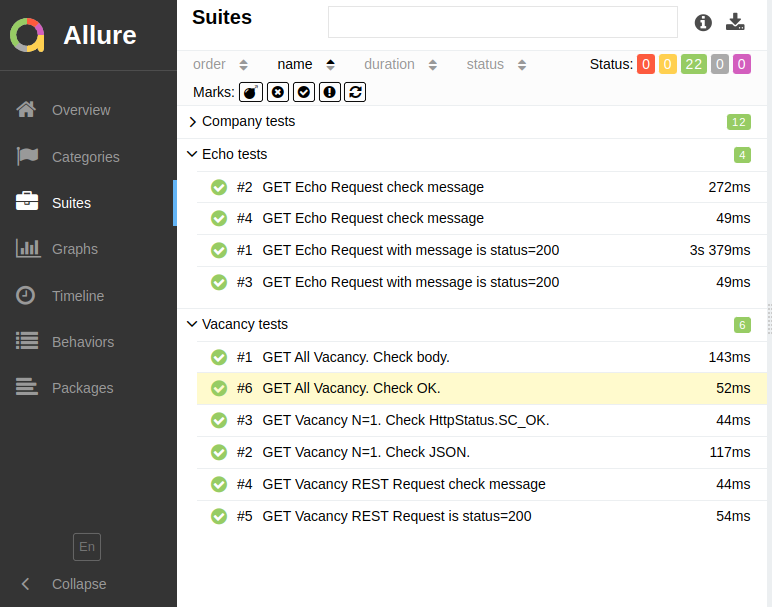 Allure
Overview
Categories
Suites
Graphs
Timeline
Behaviors
Packages
En
Collapse
Suites
order name duration status Status: 0 0 22 0 0
Marks:
Company tests 12
Echo tests 4
#2 GET Echo Request check message 272ms
#4 GET Echo Request check message 49ms
#1 GET Echo Request with message is status=200 3s 379ms
#3 GET Echo Request with message is status=200 49ms
Vacancy tests 6
#1 GET All Vacancy. Check body. 143ms
#6 GET All Vacancy. Check OK. 52ms
#3 GET Vacancy N=1. Check HttpStatus.SC_OK. 44ms
#2 GET Vacancy N=1. Check JSON. 117ms
#4 GET Vacancy REST Request check message 44ms
#5 GET Vacancy REST Request is status=200 54ms